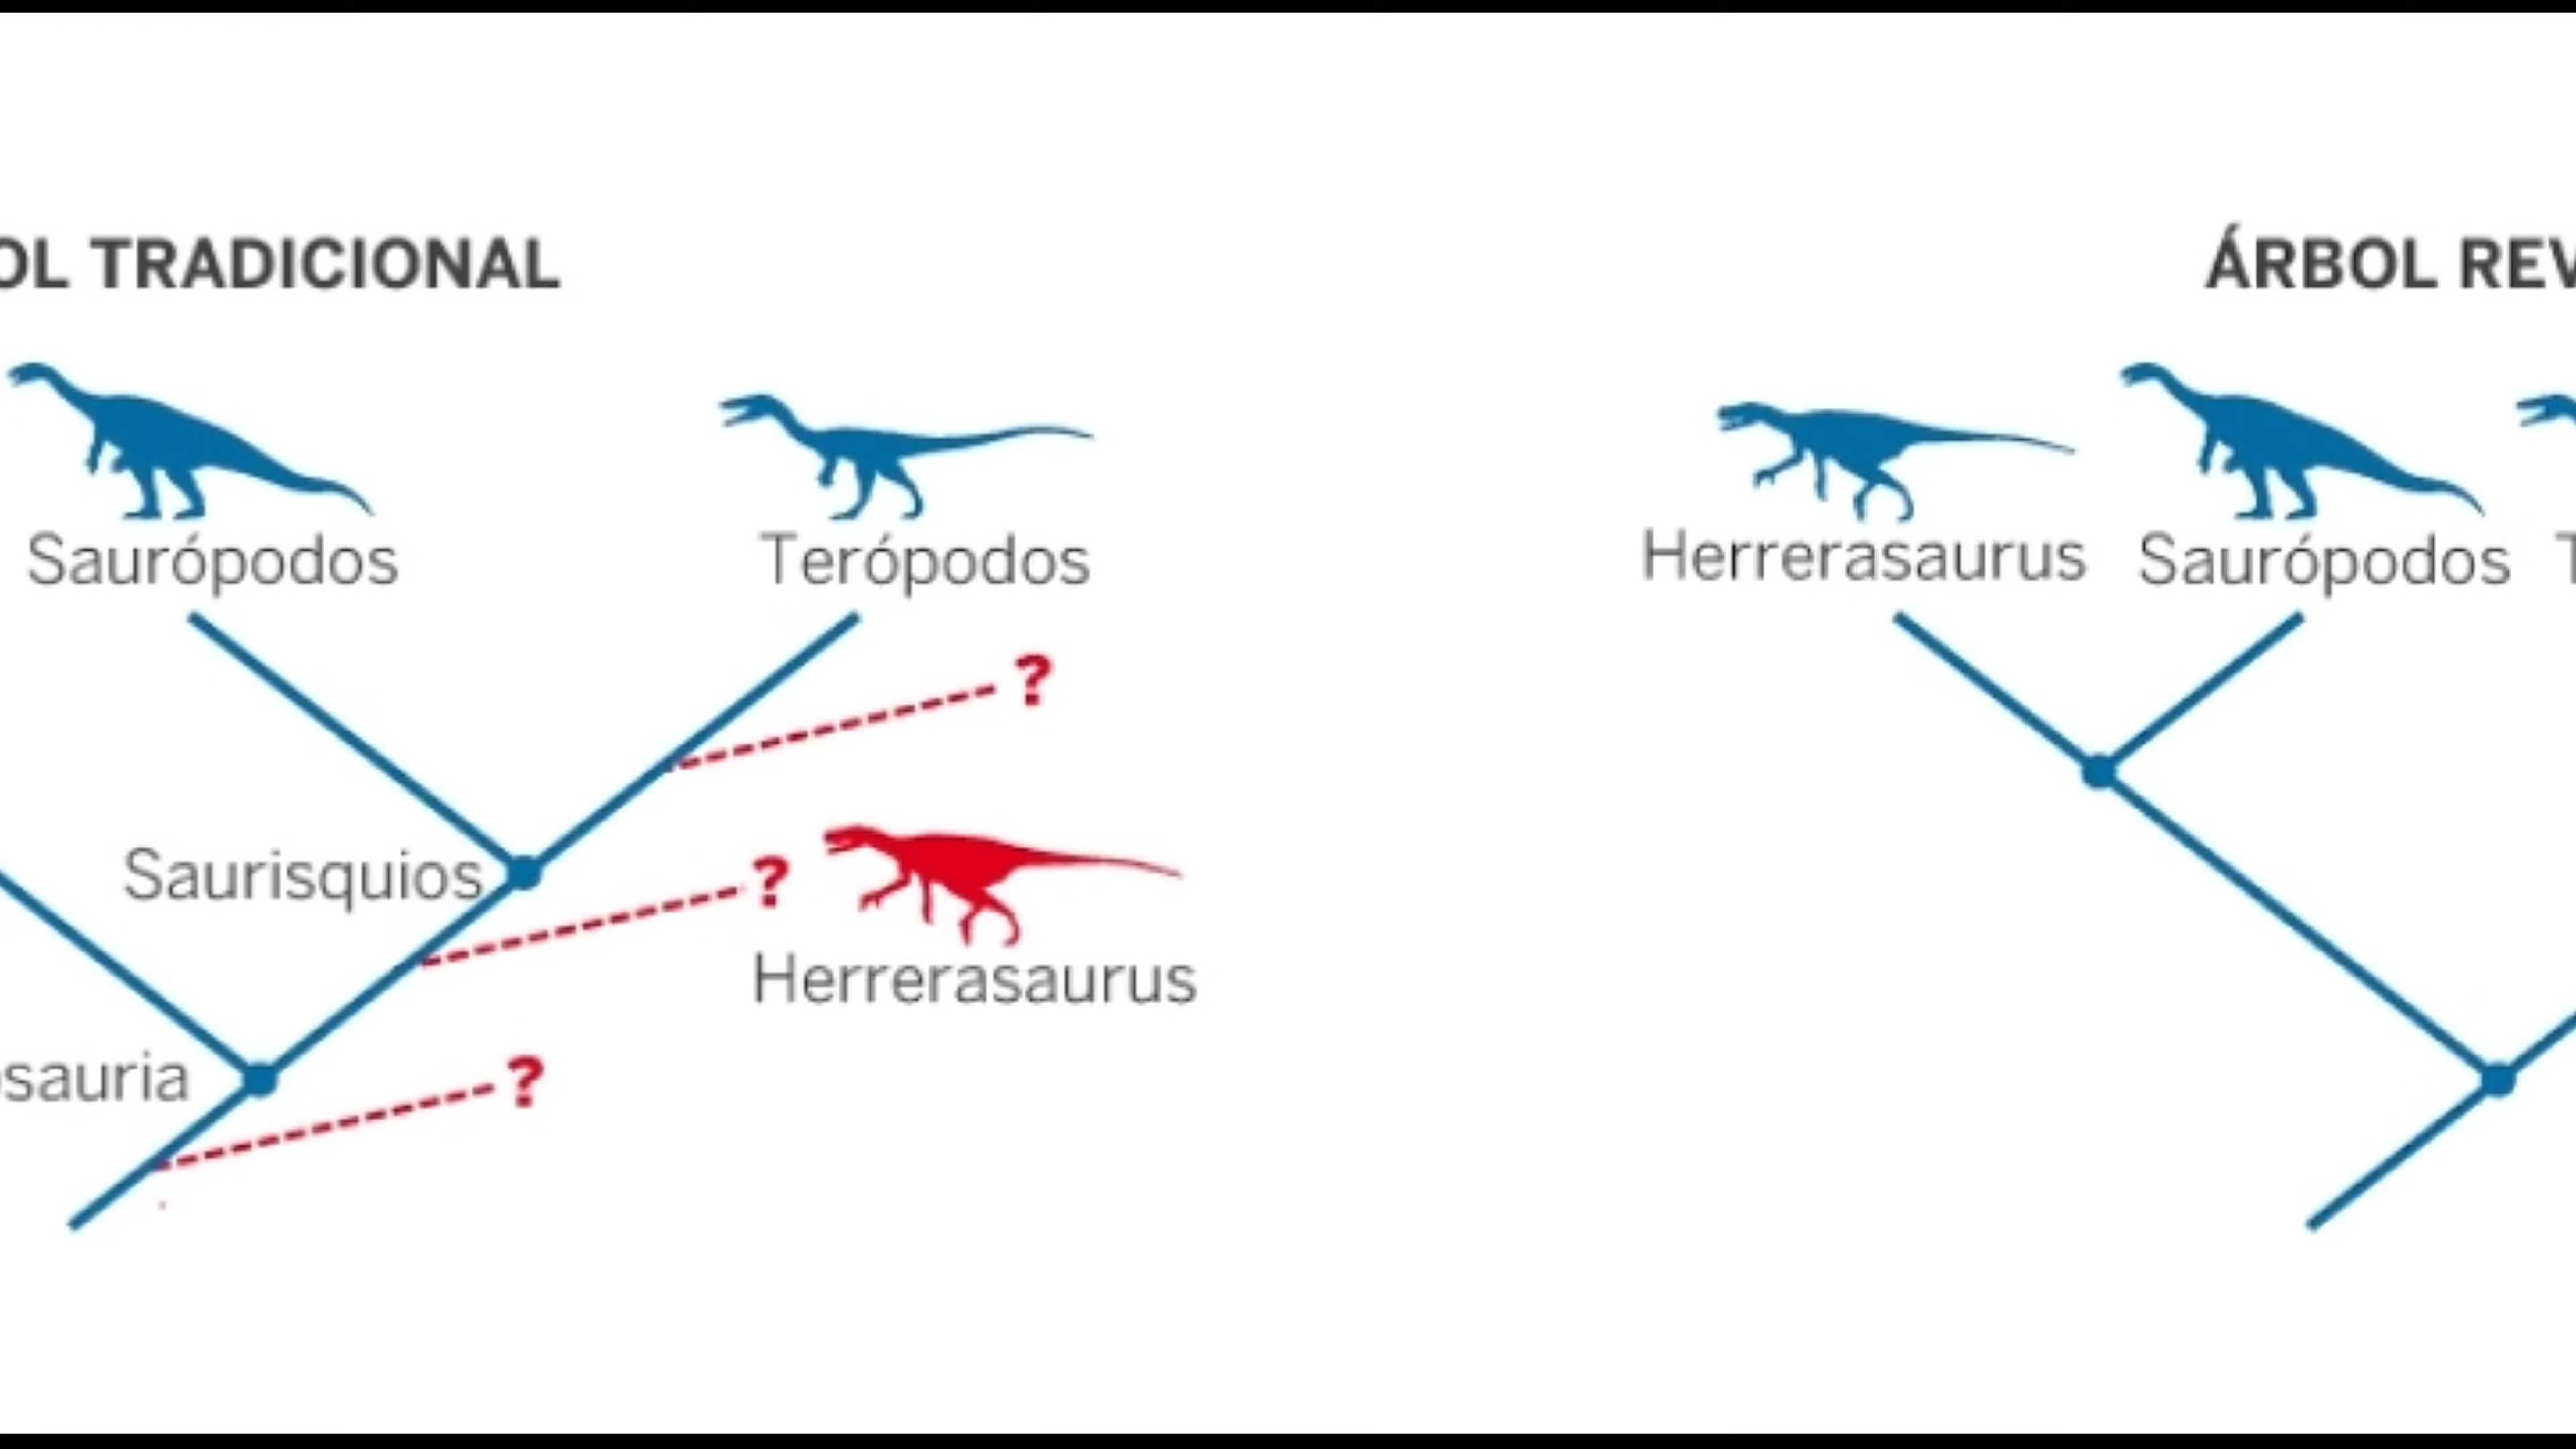 OL TRADICIONAL
Saurópodos
Terópodos
?
Saurisquios
?
Herrerasaurus
sauria
?
ÁRBOL REV
Herrerasaurus
Saurópodos
T